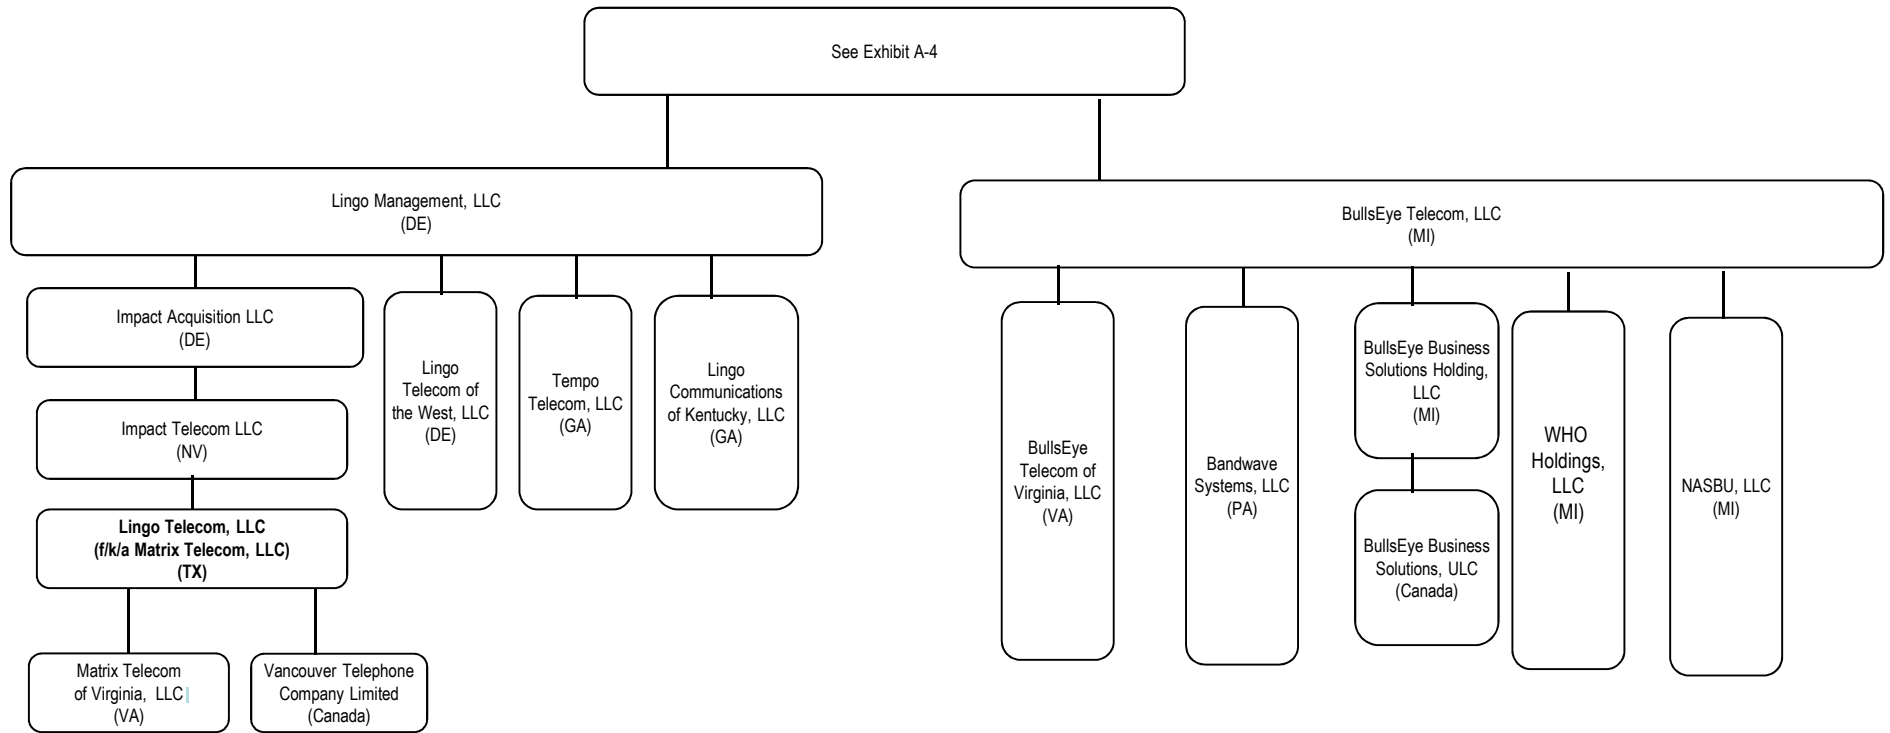 See Exhibit A-4
Lingo Management, LLC
(DE)
BullsEye Telecom, LLC
(MI)
Impact Acquisition LLC
(DE)
Impact Telecom LLC
(NV)
Lingo Telecom, LLC
(f/k/a Matrix Telecom, LLC)
(TX)
Matrix Telecom
of Virginia, LLC
(VA)
Vancouver Telephone
Company Limited
(Canada)
Lingo
Telecom of
the West, LLC
(DE)
Tempo
Telecom, LLC
(GA)
Lingo
Communications
of Kentucky, LLC
(GA)
BullsEye
Telecom of
Virginia, LLC
(VA)
Bandwave
Systems, LLC
(PA)
BullsEye Business
Solutions Holding,
LLC
(MI)
BullsEye Business
Solutions, ULC
(Canada)
WHO
Holdings,
LLC
(MI)
NASBU, LLC
(MI)